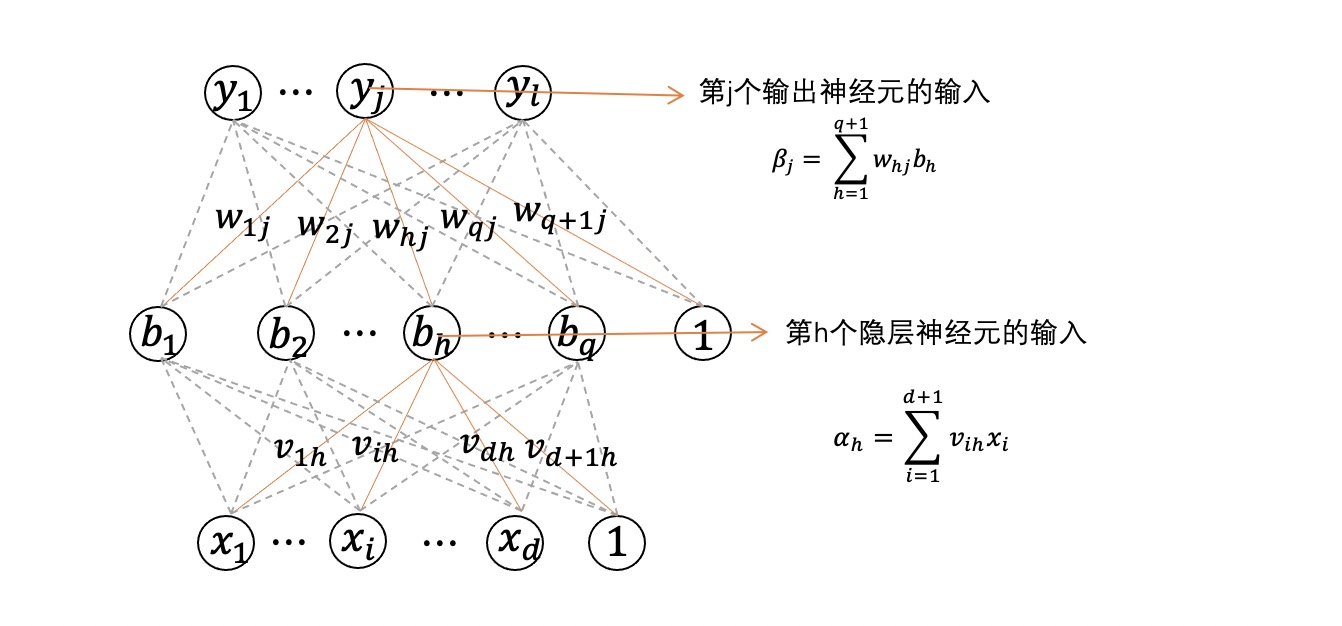 y_1 ⋯ y_j ⋯ y_l 第j个输出神经元的输入
β_j = \sum_{h=1}^{q+1} w_{hj} b_h
w_{1j} w_{2j} w_{hj} w_{qj} w_{q+1j}
b_1 b_2 ⋯ b_h ⋯ b_q 1 第h个隐层神经元的输入
α_h = \sum_{i=1}^{d+1} v_{ih} x_i
v_{1h} v_{ih} v_{dh} v_{d+1h}
x_1 ⋯ x_i ⋯ x_d 1